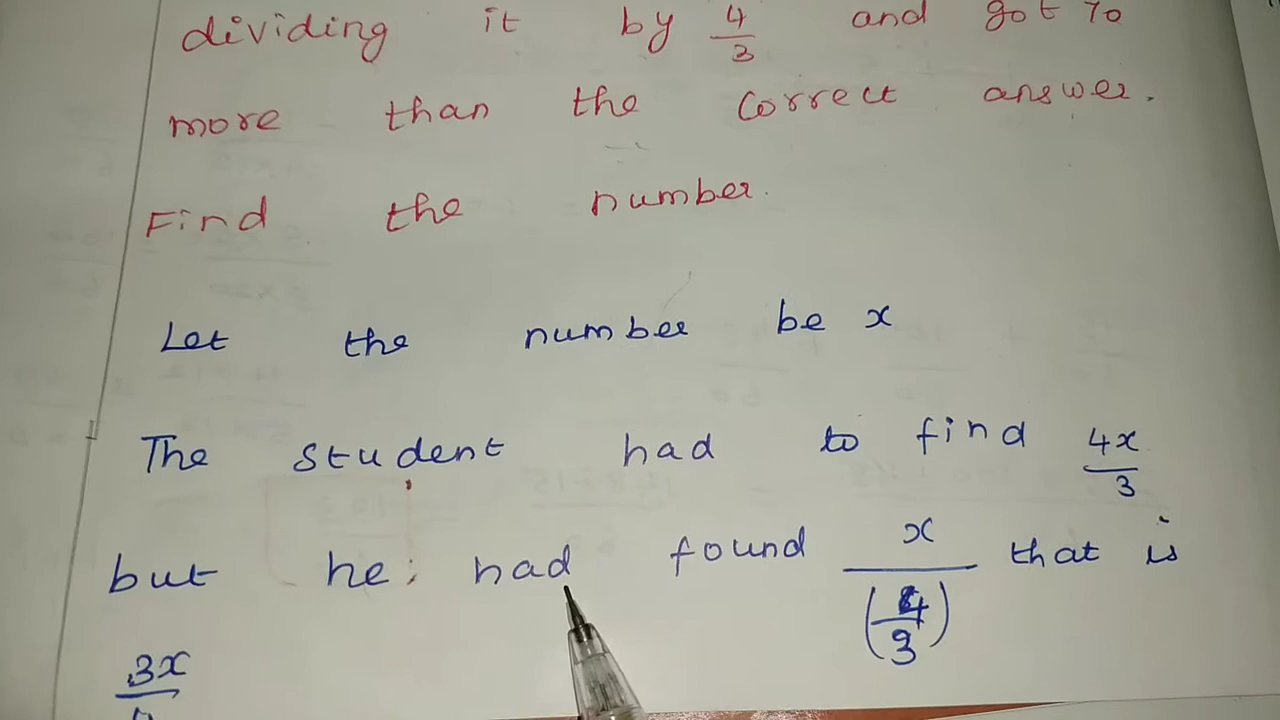 dividing it by 4/3 and got 70
more than the correct answer.
Find the number.
Let the number be x
The student had to find 4x/3
but he had found x/(4/3) that is
3x